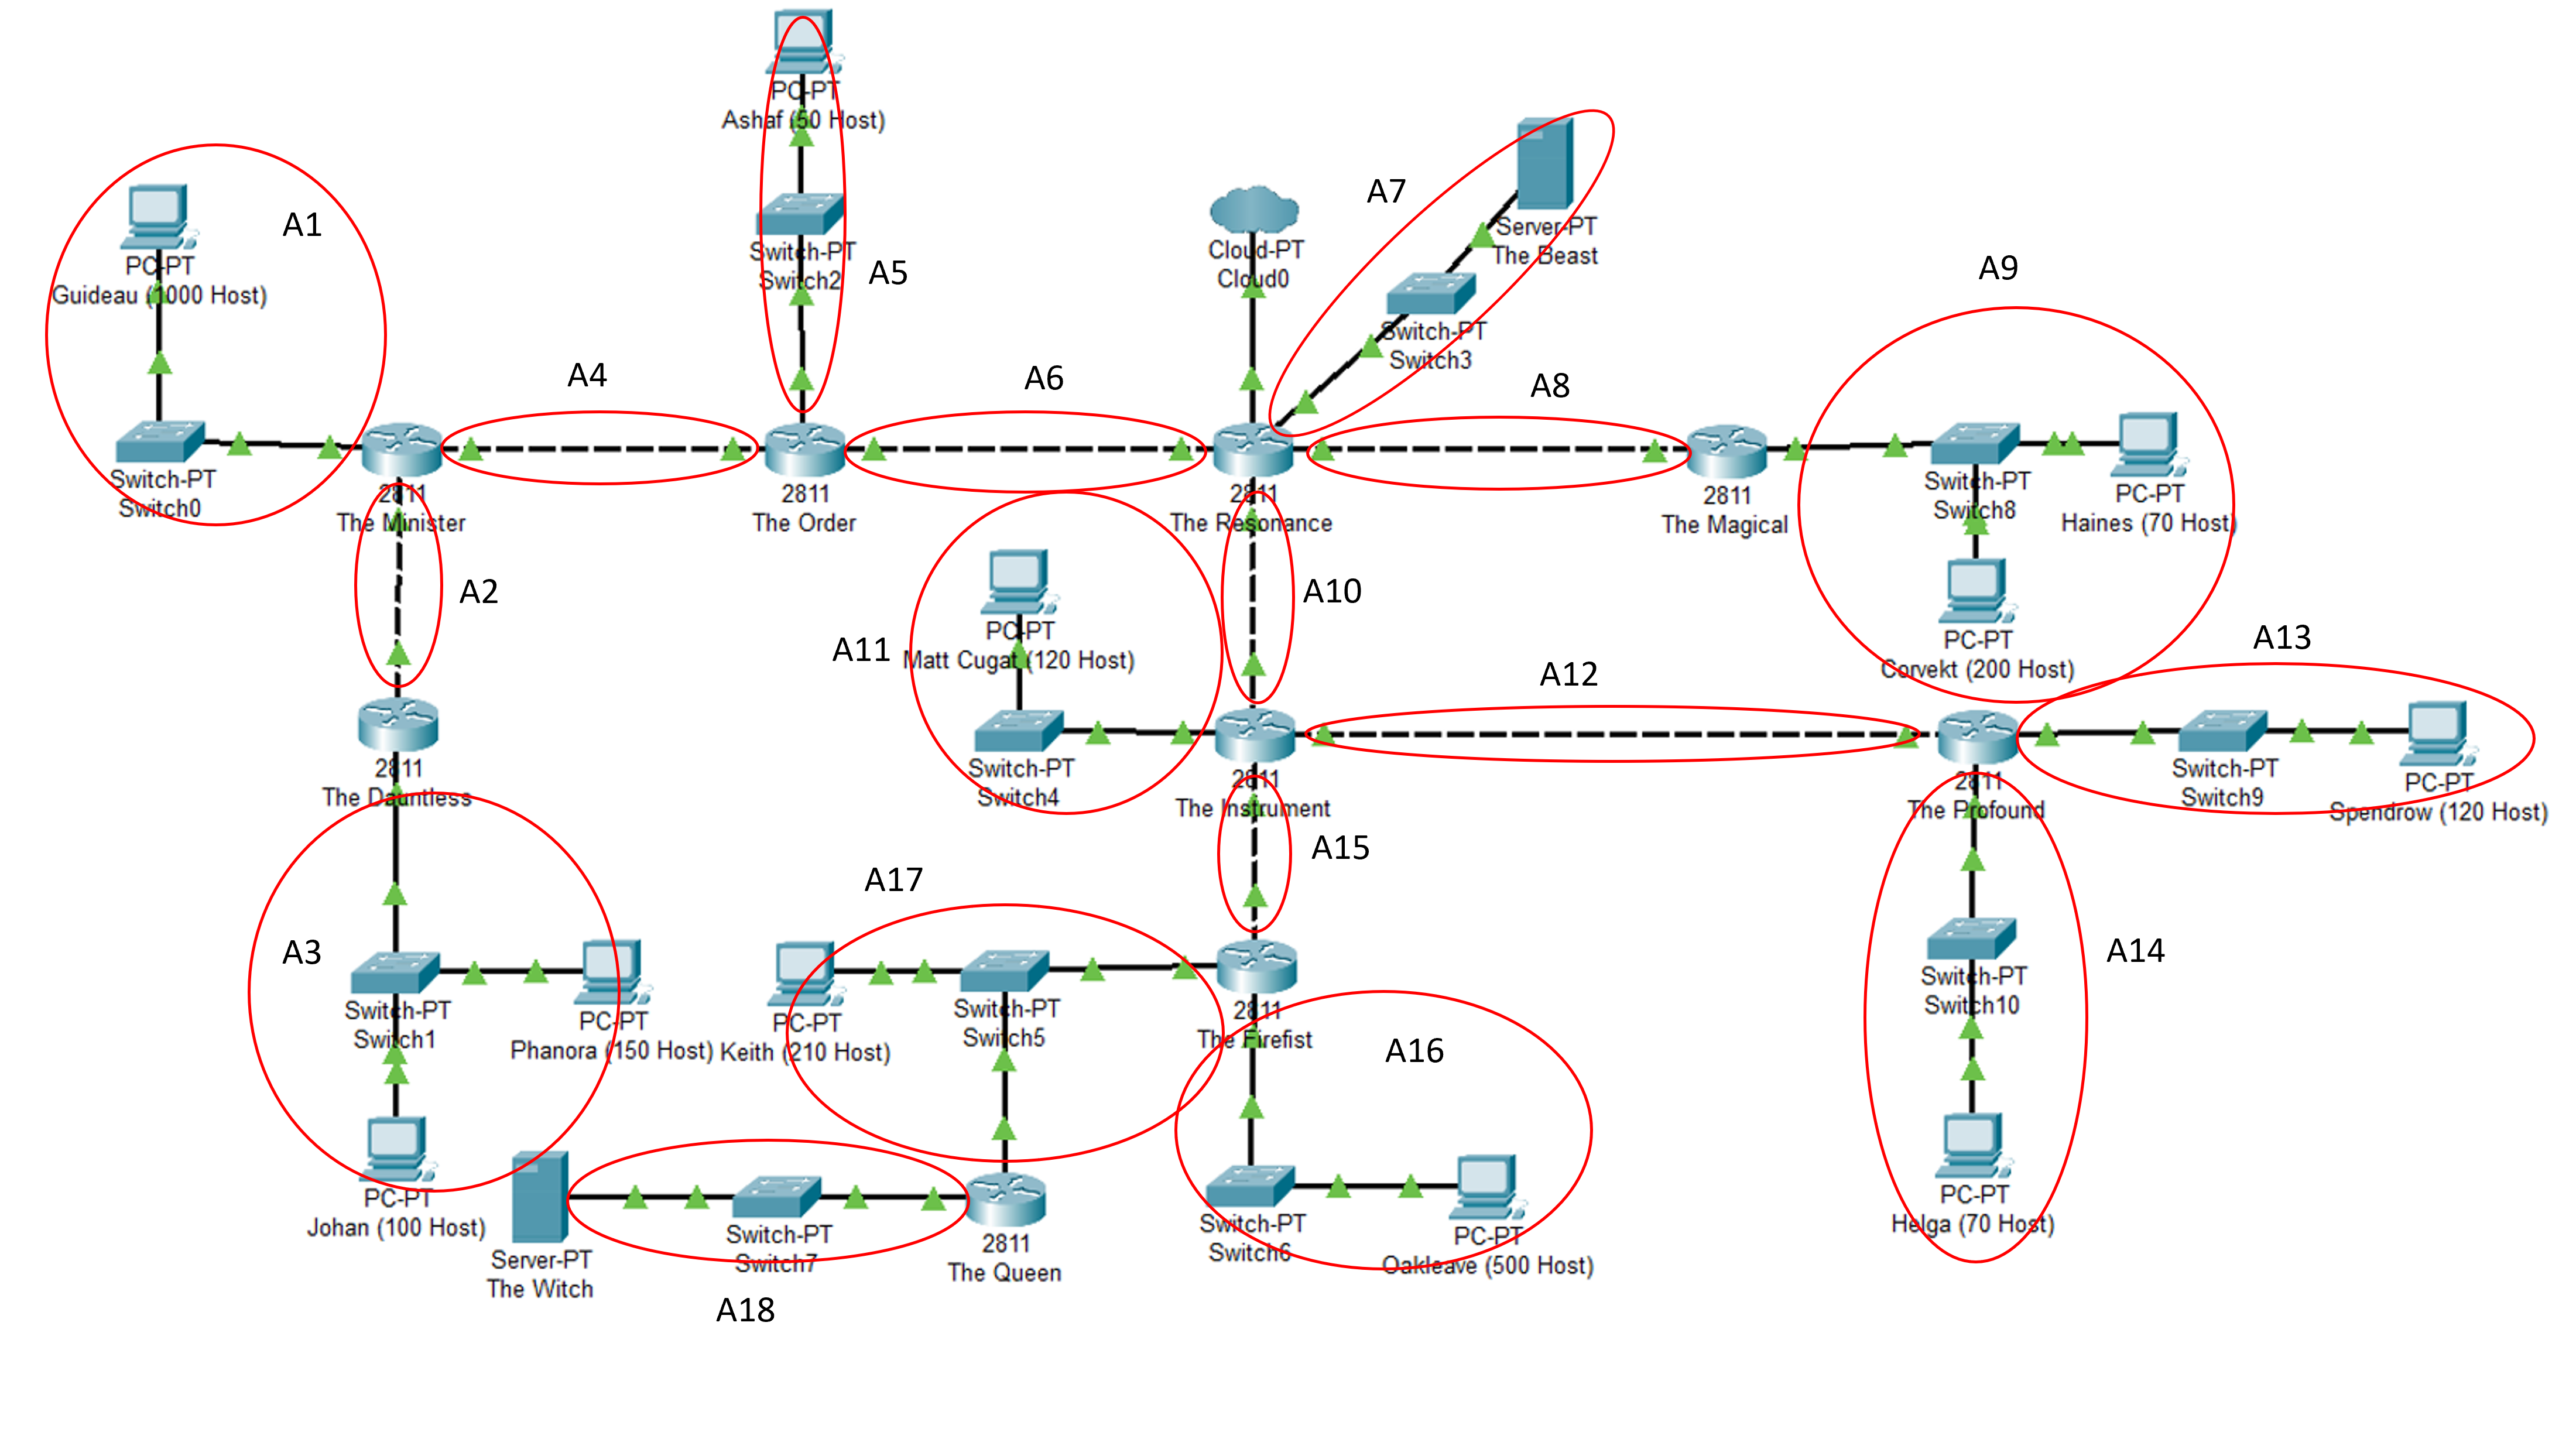 PC-PT
Ashaf (50 Host)
Switch-PT
Switch2
A5
A1
PC-PT
Guideau (1000 Host)
Switch-PT
Switch0
A4
2811
The Minister
2811
The Order
A6
Cloud-PT
Cloud0
A7
Server-PT
The Beast
Switch-PT
Switch3
A8
2811
The Resonance
2811
The Magical
A9
Switch-PT
Switch8
PC-PT
Haines (70 Host)
PC-PT
Corvekt (200 Host)
A2
A10
A11
PC-PT
Matt Cugat (120 Host)
Switch-PT
Switch4
A12
A13
2811
The Dauntless
2811
The Instrument
2811
The Profound
Switch-PT
Switch9
PC-PT
Spendrow (120 Host)
A15
A17
A3
Switch-PT
Switch1
PC-PT
Phanora (150 Host)
PC-PT
Keith (210 Host)
Switch-PT
Switch5
2811
The Firefist
A16
Switch-PT
Switch10
A14
PC-PT
Johan (100 Host)
Server-PT
The Witch
Switch-PT
Switch7
2811
The Queen
Switch-PT
Switch6
PC-PT
Oakleave (500 Host)
PC-PT
Helga (70 Host)
A18